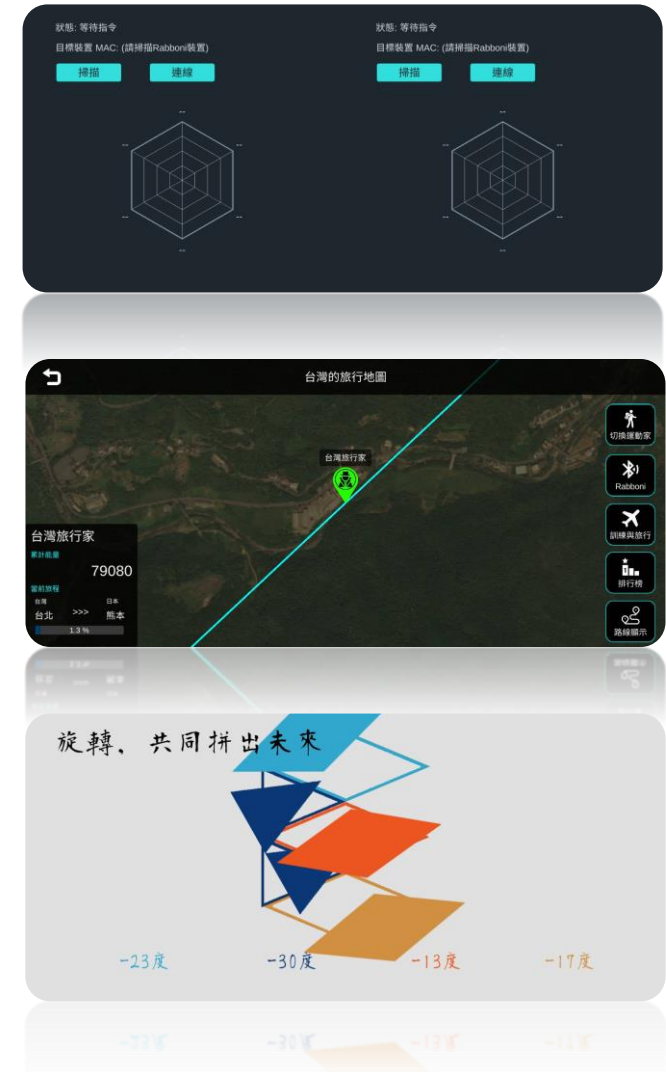 狀態: 等待指令
目標裝置 MAC: (請掃描Rabboni裝置)
掃描 連線
--
-- --
-- --
--
狀態: 等待指令
目標裝置 MAC: (請掃描Rabboni裝置)
掃描 連線
--
-- --
-- --
--
台灣的旅行地圖
台灣旅行家
切換運動家
Rabboni
訓練與旅行
排行榜
路線顯示
台灣旅行家
累計能量
79080
當前旅程
台灣 日本
台北 >>> 熊本
1.3 %
旋轉, 共同拼出未來
-23度 -30度 -13度 -17度